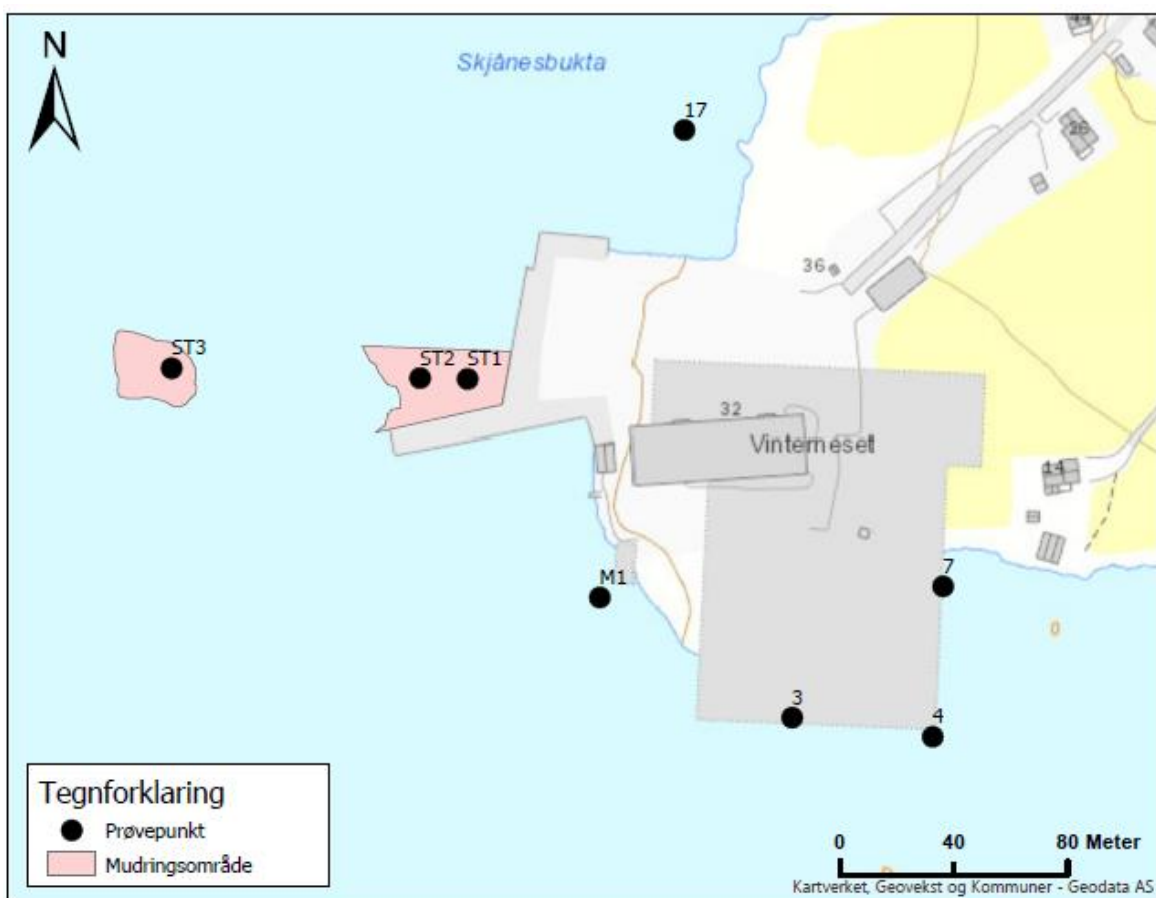 N
Skjånesbukta
17
26
36
ST3
ST2
ST1
32
Vinterneset
14
M1
7
0
3
4
Tegnforklaring
Prøvepunkt
Mudringsområde
0 40 80 Meter
Kartverket, Geovekst og Kommuner - Geodata AS